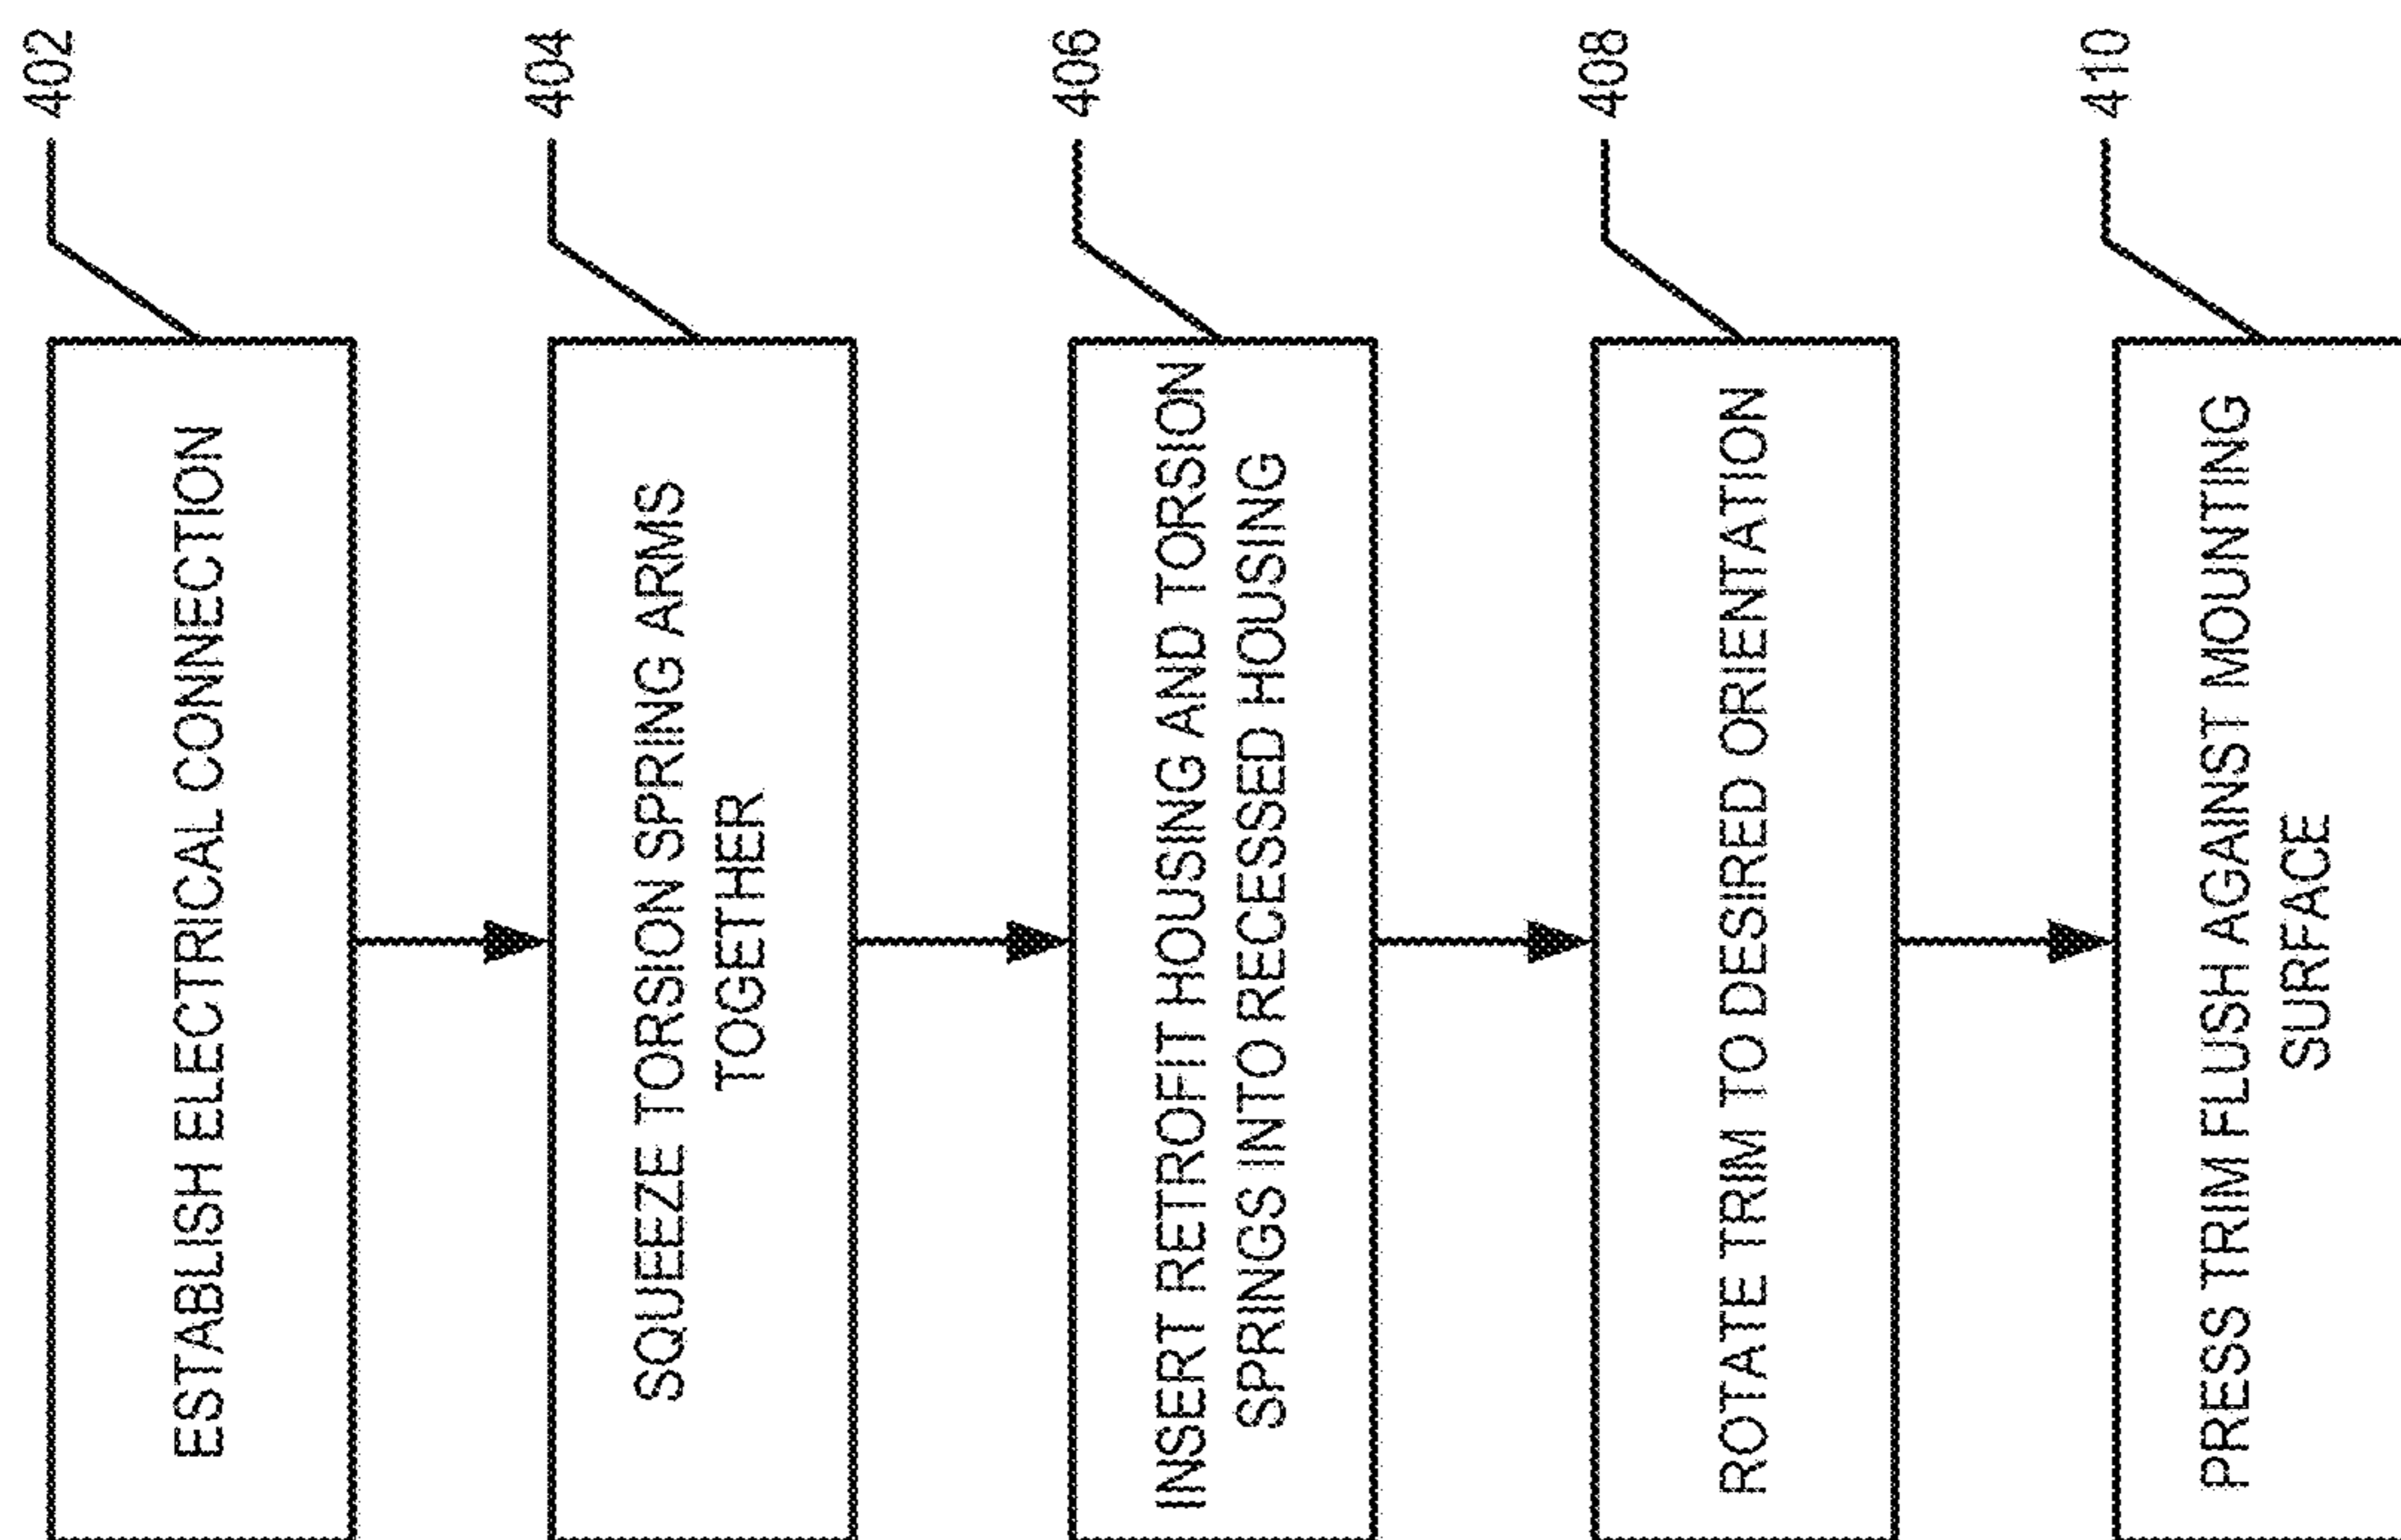 402
ESTABLISH ELECTRICAL CONNECTION
404
SQUEEZE TORSION SPRING ARMS
TOGETHER
406
INSERT RETROFIT HOUSING AND TORSION
SPRINGS INTO RECESSED HOUSING
408
ROTATE TRIM TO DESIRED ORIENTATION
410
PRESS TRIM FLUSH AGAINST MOUNTING
SURFACE